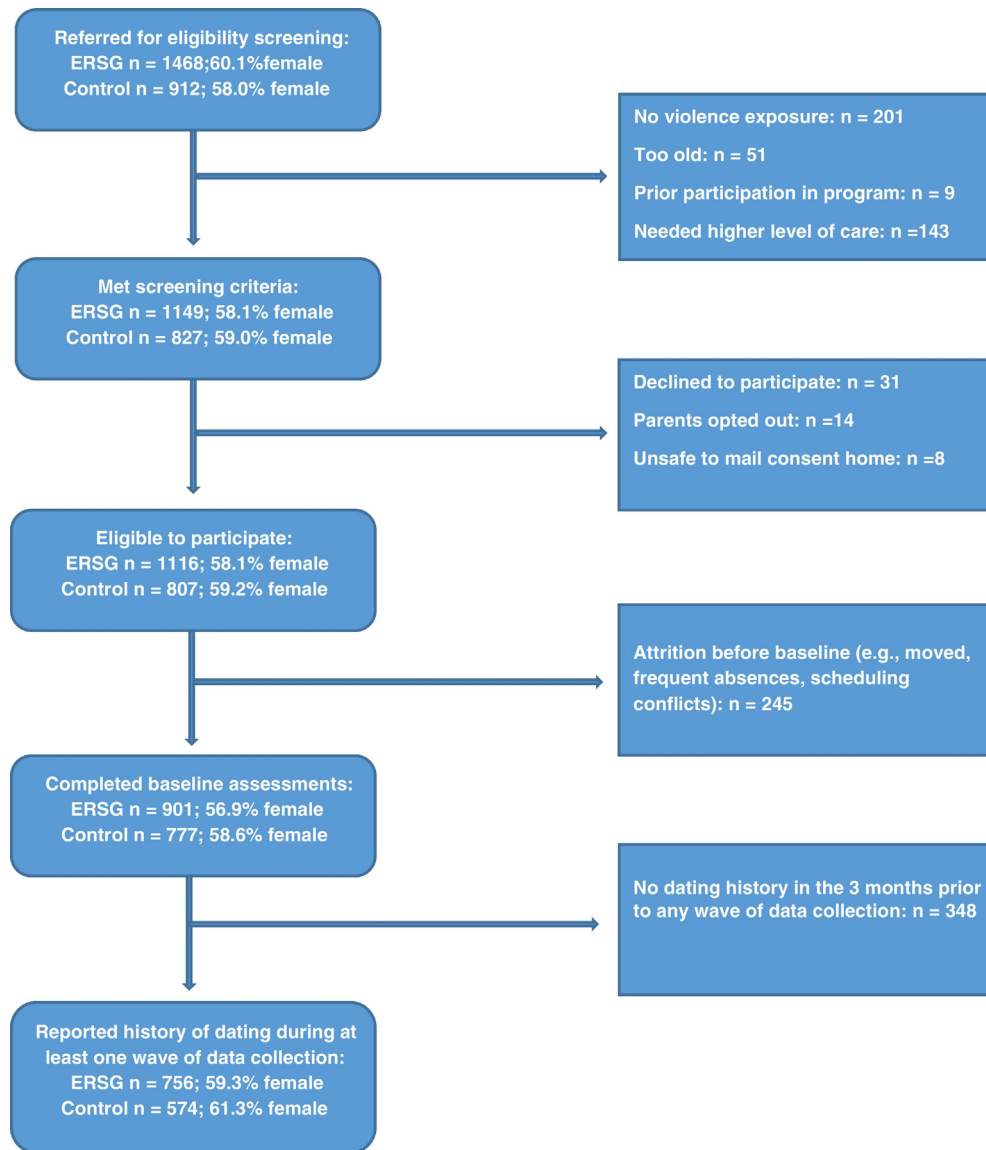 Referred for eligibility screening:
ERSG n = 1468;60.1%female
Control n = 912; 58.0% female
No violence exposure: n = 201
Too old: n = 51
Prior participation in program: n = 9
Needed higher level of care: n =143
Met screening criteria:
ERSG n = 1149; 58.1% female
Control n = 827; 59.0% female
Declined to participate: n = 31
Parents opted out: n =14
Unsafe to mail consent home: n =8
Eligible to participate:
ERSG n = 1116; 58.1% female
Control n = 807; 59.2% female
Attrition before baseline (e.g., moved,
frequent absences, scheduling
conflicts): n = 245
Completed baseline assessments:
ERSG n = 901; 56.9% female
Control n = 777; 58.6% female
No dating history in the 3 months prior
to any wave of data collection: n = 348
Reported history of dating during at
least one wave of data collection:
ERSG n = 756; 59.3% female
Control n = 574; 61.3% female